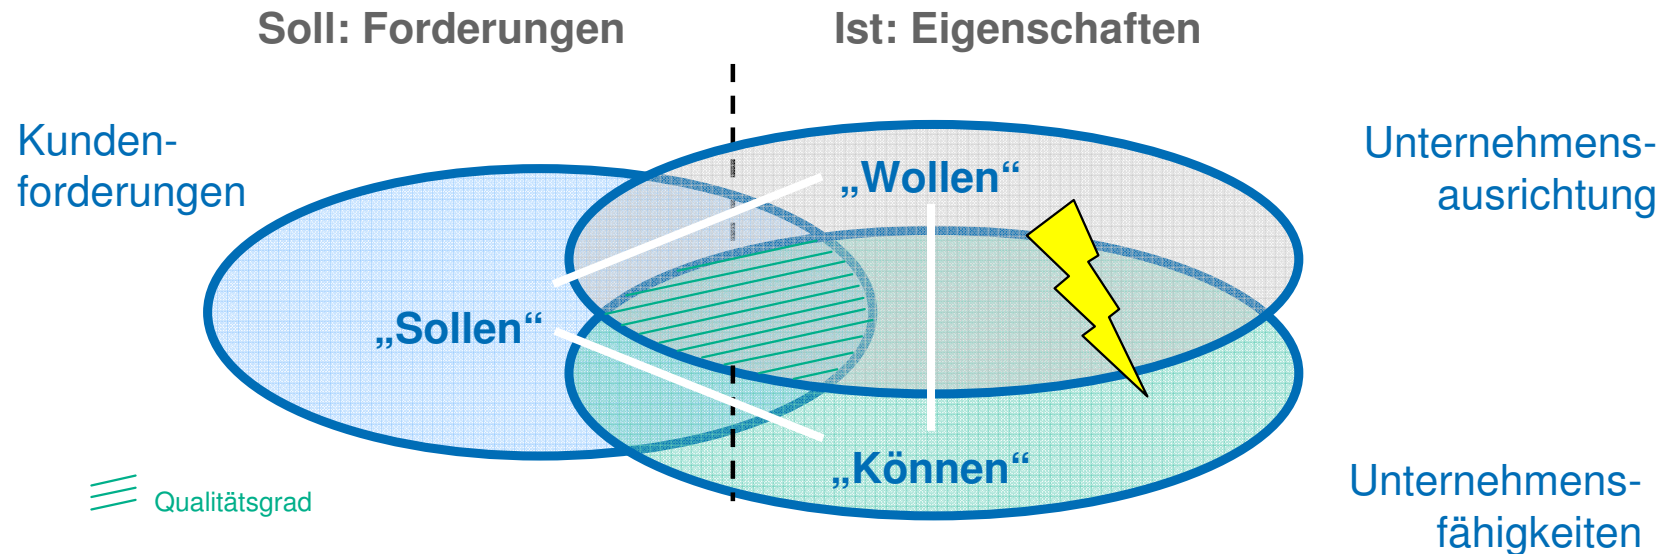 Soll: Forderungen
Ist: Eigenschaften
Kunden-
forderungen
Unternehmens-
ausrichtung
„Wollen“
„Sollen“
„Können“
Qualitätsgrad
Unternehmens-
fähigkeiten